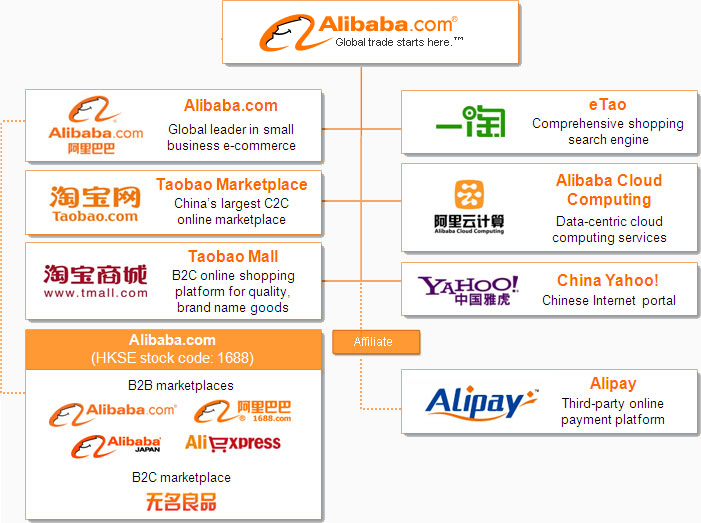 Alibaba.com®
Global trade starts here.™
Alibaba.com
阿里巴巴
Alibaba.com
Global leader in small
business e-commerce
淘宝网
Taobao.com
Taobao Marketplace
China's largest C2C
online marketplace
淘宝商城
www.tmall.com
Taobao Mall
B2C online shopping
platform for quality,
brand name goods
Alibaba.com
(HKSE stock code: 1688)
B2B marketplaces
Alibaba.com®
阿里巴巴
®1688.com
Alibaba®
JAPAN
AliExpress
B2C marketplace
无名良品
一淘
eTao
Comprehensive shopping
search engine
阿里云计算
Alibaba Cloud Computing
Alibaba Cloud
Computing
Data-centric cloud
computing services
YAHOO!
中国雅虎
China Yahoo!
Chinese Internet portal
Affiliate
Alipay™
Alipay
Third-party online
payment platform